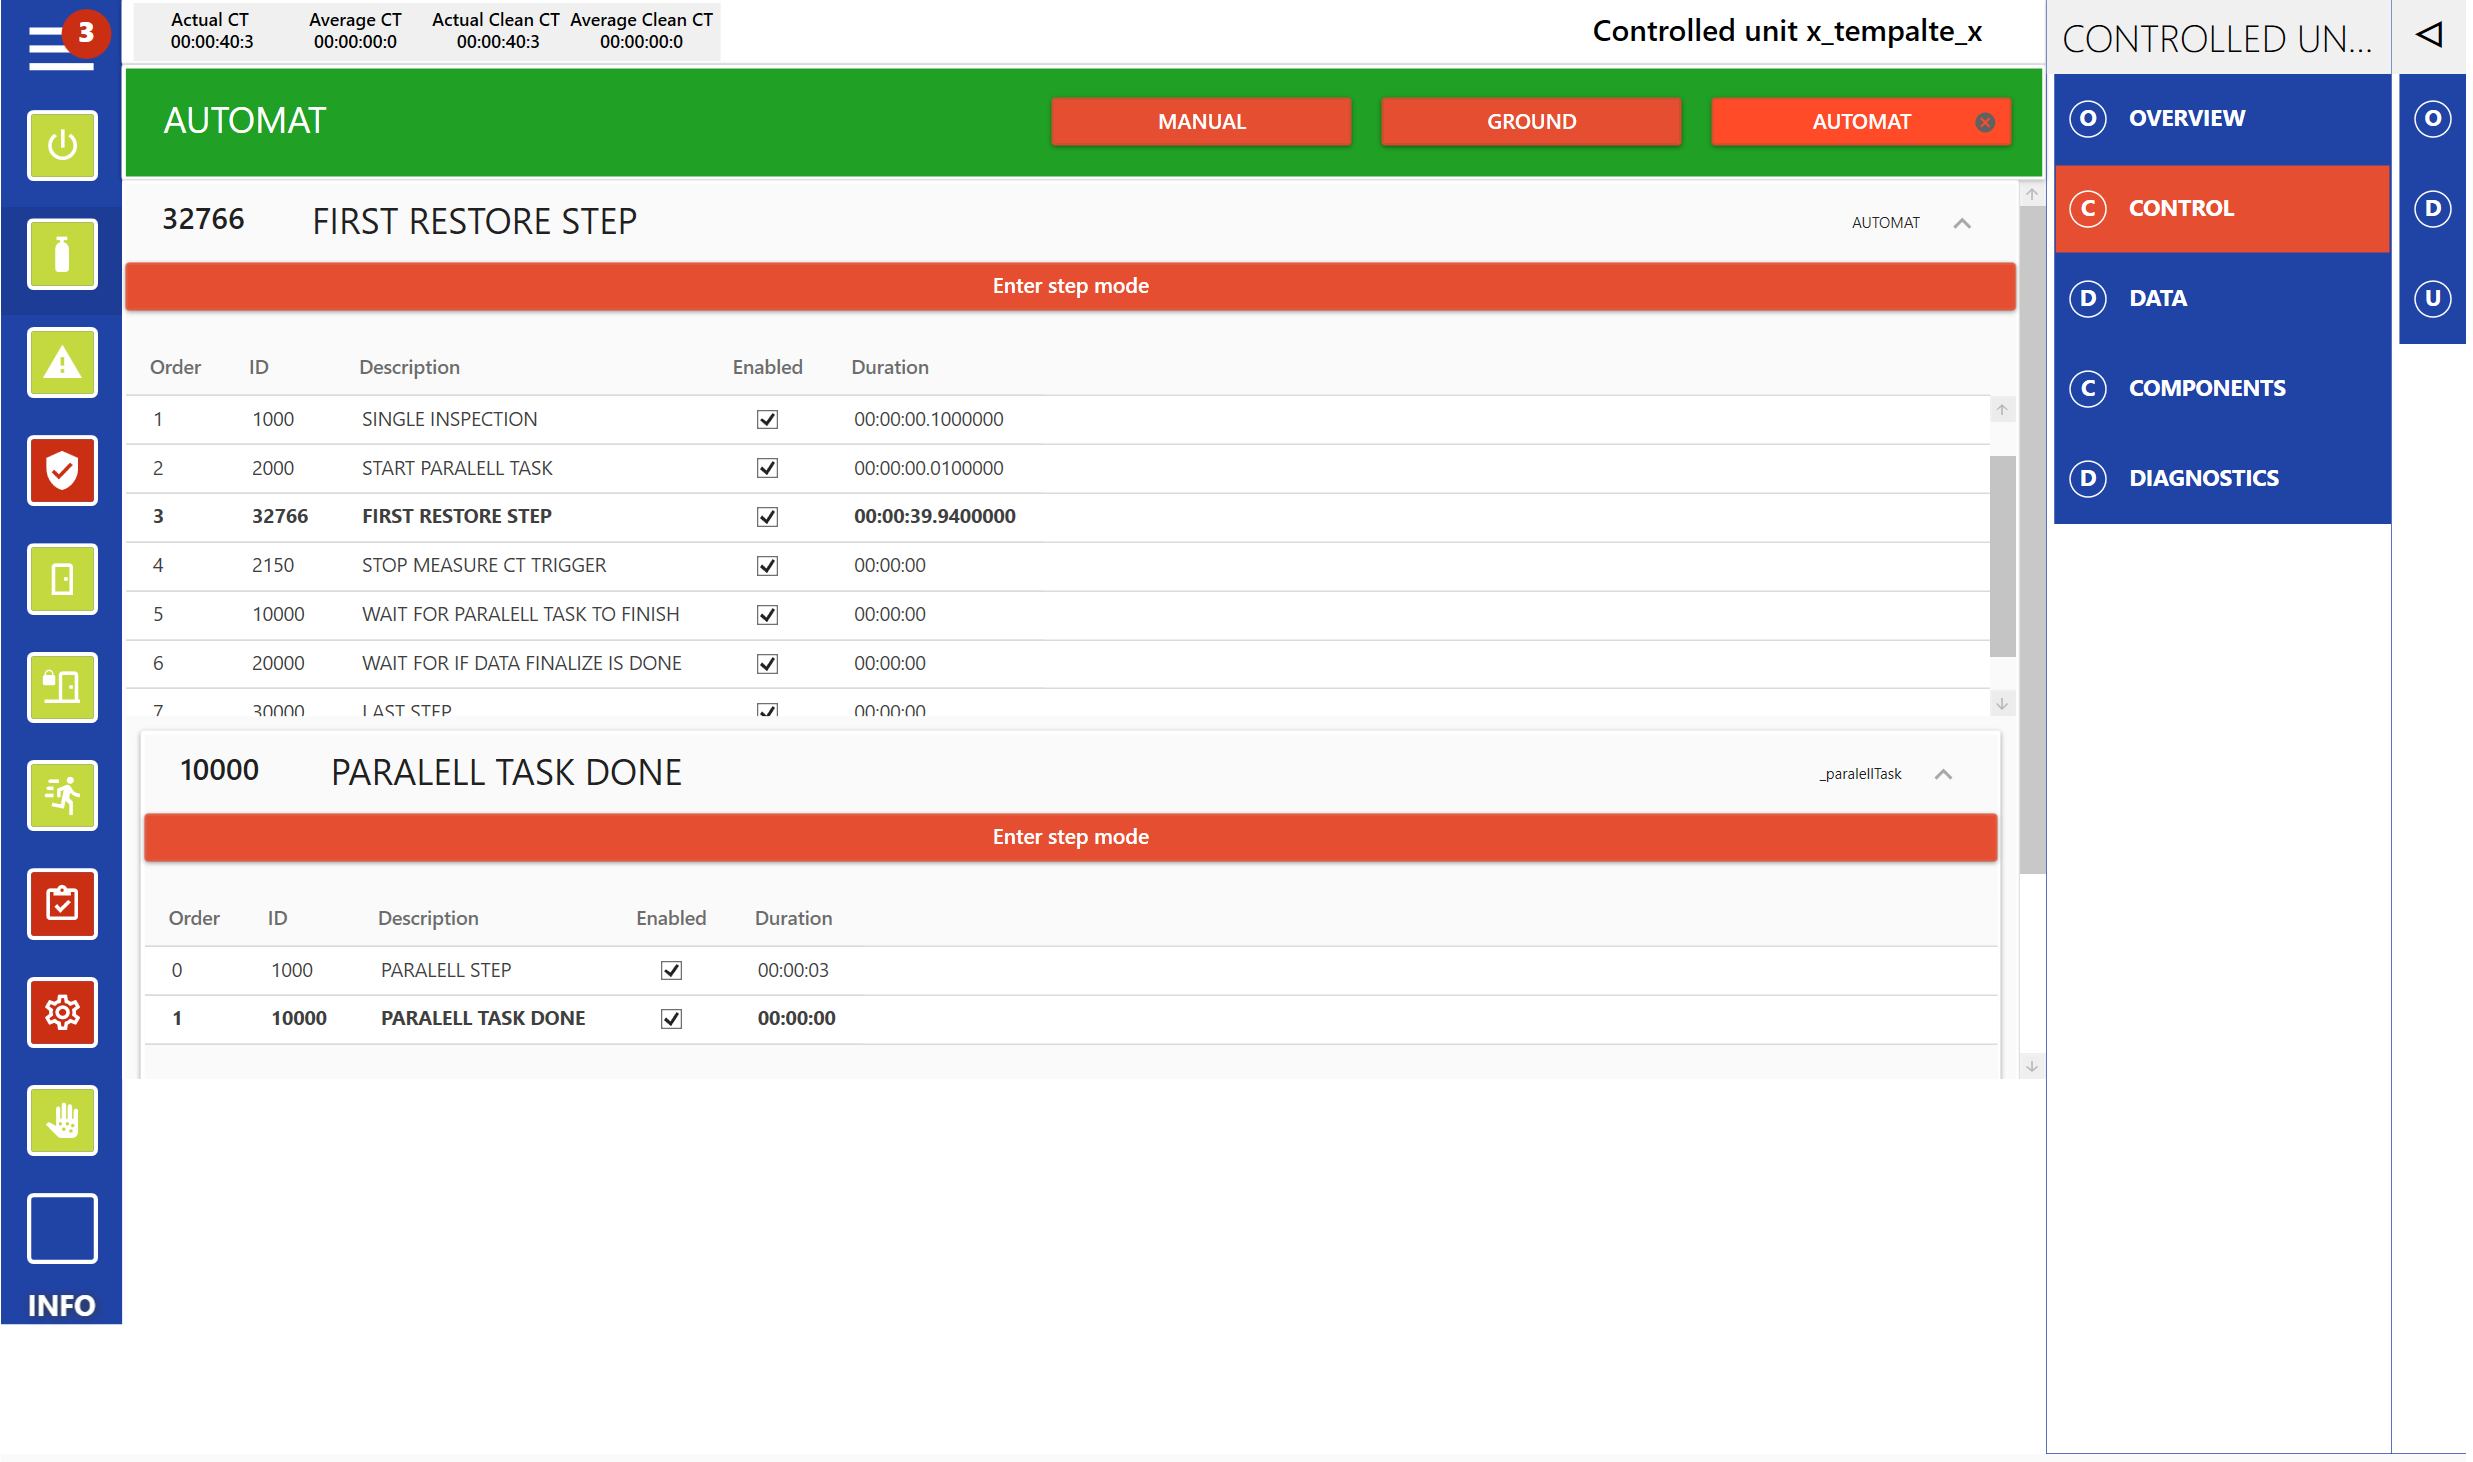 3
Actual CT Average CT Actual Clean CT Average Clean CT
00:00:40:3 00:00:00:0 00:00:40:3 00:00:00:0
Controlled unit x_tempalte_x
CONTROLLED UN...
AUTOMAT
MANUAL
GROUND
AUTOMAT
O OVERVIEW
C CONTROL
D DATA
C COMPONENTS
D DIAGNOSTICS
O
D
U
32766 FIRST RESTORE STEP AUTOMAT
Enter step mode
Order ID Description Enabled Duration
1 1000 SINGLE INSPECTION 00:00:00.1000000
2 2000 START PARALELL TASK 00:00:00.0100000
3 32766 FIRST RESTORE STEP 00:00:39.9400000
4 2150 STOP MEASURE CT TRIGGER 00:00:00
5 10000 WAIT FOR PARALELL TASK TO FINISH 00:00:00
6 20000 WAIT FOR IF DATA FINALIZE IS DONE 00:00:00
7 30000 LAST STEP 00:00:00
10000 PARALELL TASK DONE _paralellTask
Enter step mode
Order ID Description Enabled Duration
0 1000 PARALELL STEP 00:00:03
1 10000 PARALELL TASK DONE 00:00:00
INFO